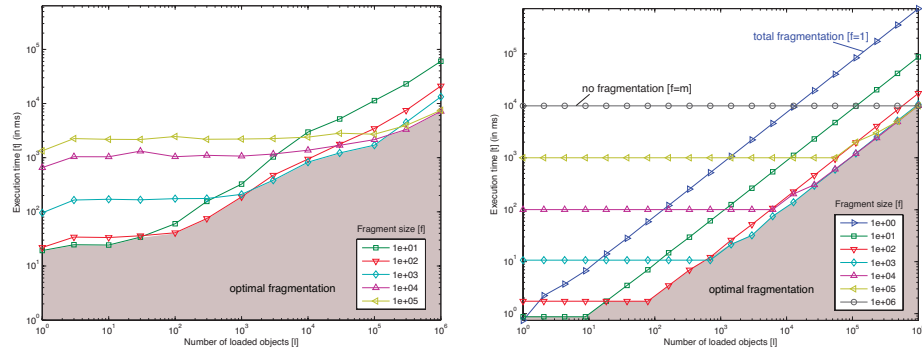 Execution time [t] (in ms)
10^5
10^4
10^3
10^2
10^1
10^0
optimal fragmentation
Fragment size [f]
1e+01
1e+02
1e+03
1e+04
1e+05
10^0
10^1
10^2
10^3
10^4
10^5
10^6
Number of loaded objects [l]
Execution time [t] (in ms)
10^5
10^4
10^3
10^2
10^1
10^0
total fragmentation [f=1]
no fragmentation [f=m]
optimal fragmentation
Fragment size [f]
1e+00
1e+01
1e+02
1e+03
1e+04
1e+05
1e+06
10^0
10^1
10^2
10^3
10^4
10^5
10^6
Number of loaded objects [l]